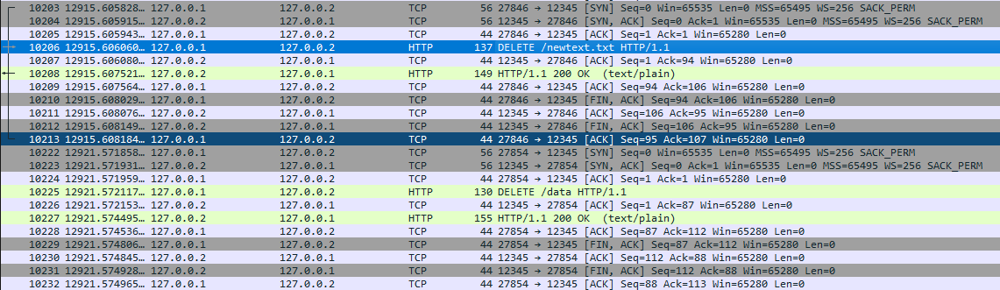 10203 12915.605828… 127.0.0.1 127.0.0.2 TCP 56 27846 → 12345 [SYN] Seq=0 Win=65535 Len=0 MSS=65495 WS=256 SACK_PERM
10204 12915.605915… 127.0.0.2 127.0.0.1 TCP 56 12345 → 27846 [SYN, ACK] Seq=0 Ack=1 Win=65535 Len=0 MSS=65495 WS=256 SACK_PERM
10205 12915.605943… 127.0.0.1 127.0.0.2 TCP 44 27846 → 12345 [ACK] Seq=1 Ack=1 Win=65280 Len=0
10206 12915.606060… 127.0.0.1 127.0.0.2 HTTP 137 DELETE /newtext.txt HTTP/1.1
10207 12915.606080… 127.0.0.2 127.0.0.1 TCP 44 12345 → 27846 [ACK] Seq=1 Ack=94 Win=65280 Len=0
10208 12915.607521… 127.0.0.2 127.0.0.1 HTTP 149 HTTP/1.1 200 OK (text/plain)
10209 12915.607564… 127.0.0.1 127.0.0.2 TCP 44 27846 → 12345 [ACK] Seq=94 Ack=106 Win=65280 Len=0
10210 12915.608029… 127.0.0.1 127.0.0.2 TCP 44 27846 → 12345 [FIN, ACK] Seq=94 Ack=106 Win=65280 Len=0
10211 12915.608076… 127.0.0.2 127.0.0.1 TCP 44 12345 → 27846 [ACK] Seq=106 Ack=95 Win=65280 Len=0
10212 12915.608149… 127.0.0.2 127.0.0.1 TCP 44 12345 → 27846 [FIN, ACK] Seq=106 Ack=95 Win=65280 Len=0
10213 12915.608184… 127.0.0.1 127.0.0.2 TCP 44 27846 → 12345 [ACK] Seq=95 Ack=107 Win=65280 Len=0
10222 12921.571858… 127.0.0.1 127.0.0.2 TCP 56 27854 → 12345 [SYN] Seq=0 Win=65535 Len=0 MSS=65495 WS=256 SACK_PERM
10223 12921.571931… 127.0.0.2 127.0.0.1 TCP 56 12345 → 27854 [SYN, ACK] Seq=0 Ack=1 Win=65535 Len=0 MSS=65495 WS=256 SACK_PERM
10224 12921.571959… 127.0.0.1 127.0.0.2 TCP 44 27854 → 12345 [ACK] Seq=1 Ack=1 Win=65280 Len=0
10225 12921.572117… 127.0.0.1 127.0.0.2 HTTP 130 DELETE /data HTTP/1.1
10226 12921.572153… 127.0.0.2 127.0.0.1 TCP 44 12345 → 27854 [ACK] Seq=1 Ack=87 Win=65280 Len=0
10227 12921.574495… 127.0.0.2 127.0.0.1 HTTP 155 HTTP/1.1 200 OK (text/plain)
10228 12921.574536… 127.0.0.1 127.0.0.2 TCP 44 27854 → 12345 [ACK] Seq=87 Ack=112 Win=65280 Len=0
10229 12921.574806… 127.0.0.1 127.0.0.2 TCP 44 27854 → 12345 [FIN, ACK] Seq=87 Ack=112 Win=65280 Len=0
10230 12921.574845… 127.0.0.2 127.0.0.1 TCP 44 12345 → 27854 [ACK] Seq=112 Ack=88 Win=65280 Len=0
10231 12921.574928… 127.0.0.2 127.0.0.1 TCP 44 12345 → 27854 [FIN, ACK] Seq=112 Ack=88 Win=65280 Len=0
10232 12921.574965… 127.0.0.1 127.0.0.2 TCP 44 27854 → 12345 [ACK] Seq=88 Ack=113 Win=65280 Len=0